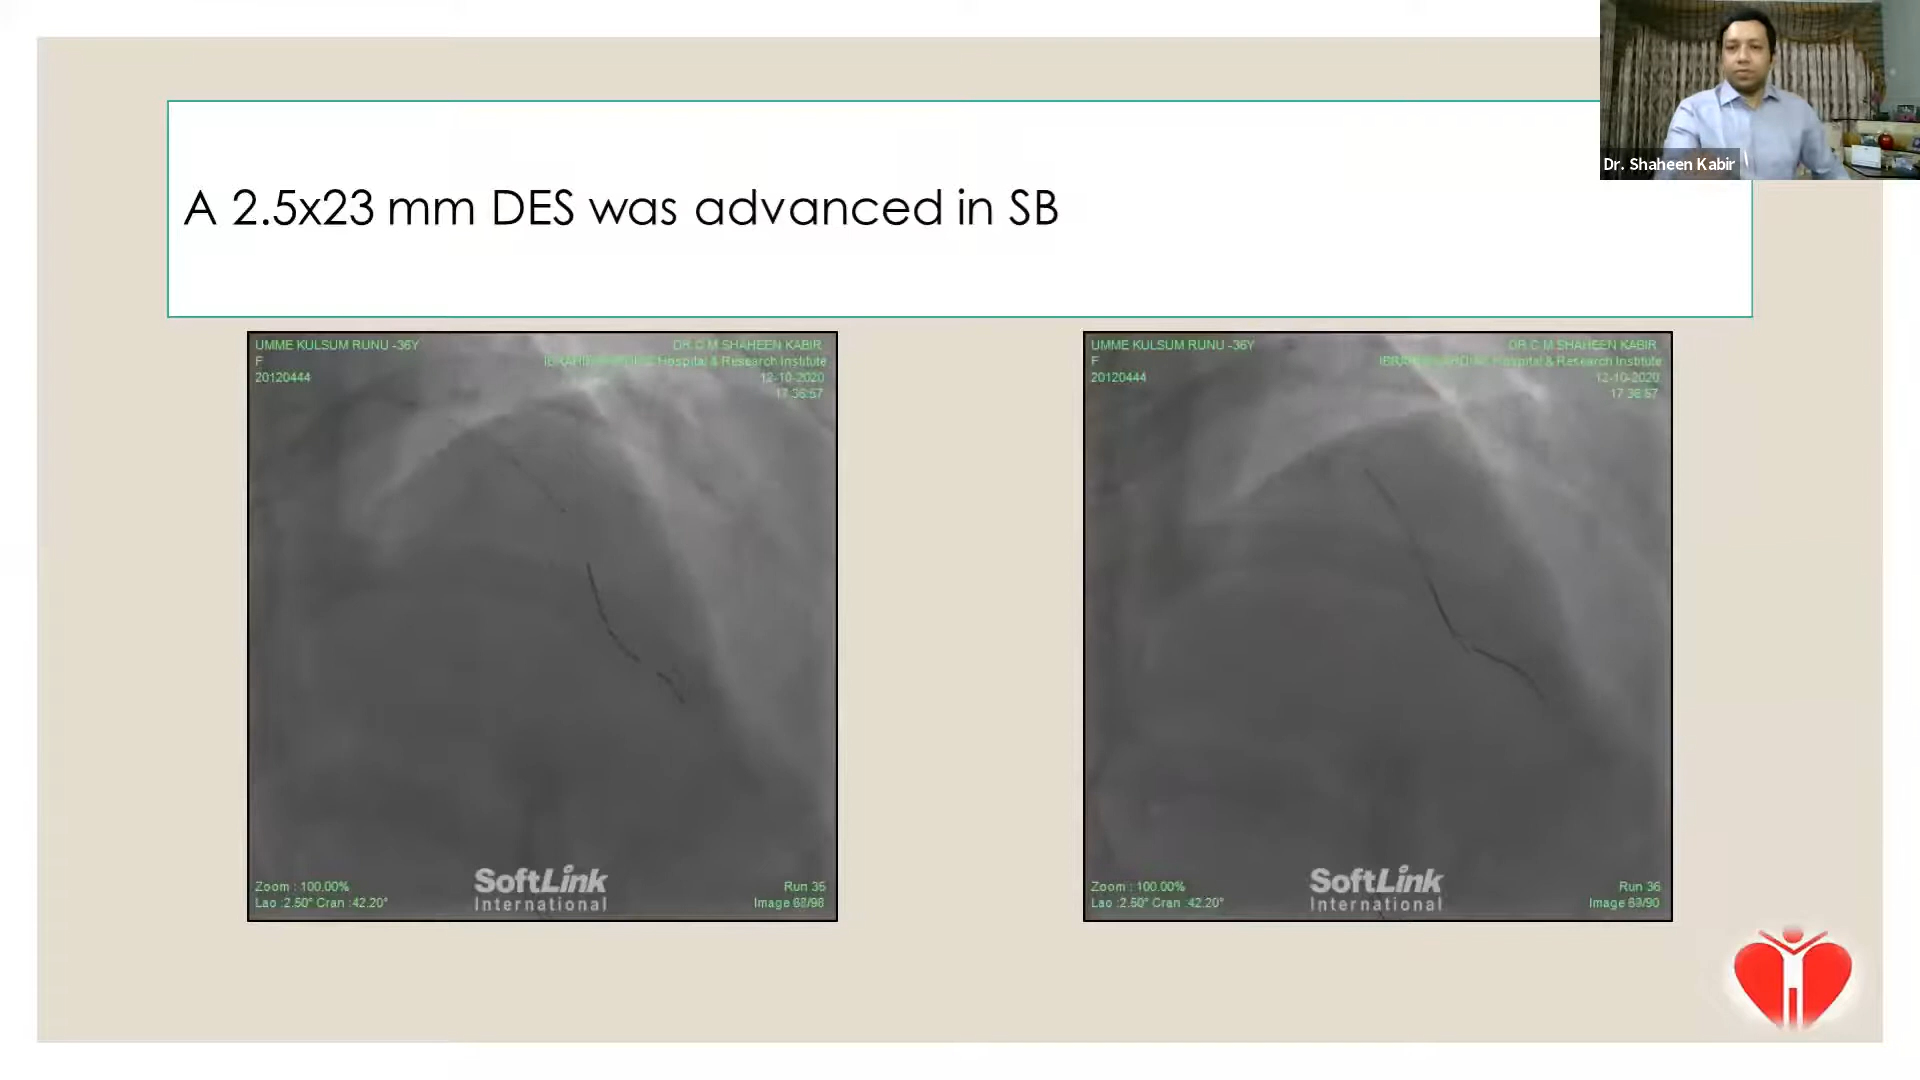 Dr. Shaheen Kabir
A 2.5x23 mm DES was advanced in SB
UMME KULSUM RUNU -36Y
F
20120444
DR.C M SHAHEEN KABIR
Hospital & Research Institute
12-10-2020
17:36:57
Zoom : 100.00%
Lao :2.50° Cran :42.20°
SoftLink
International
Run 36
Image
UMME KULSUM RUNU -36Y
F
20120444
DR.C M SHAHEEN KABIR
Hospital & Research Institute
12-10-2020
17:36:57
Zoom : 100.00%
Lao :2.50° Cran :42.20°
SoftLink
International
Run 36
Image